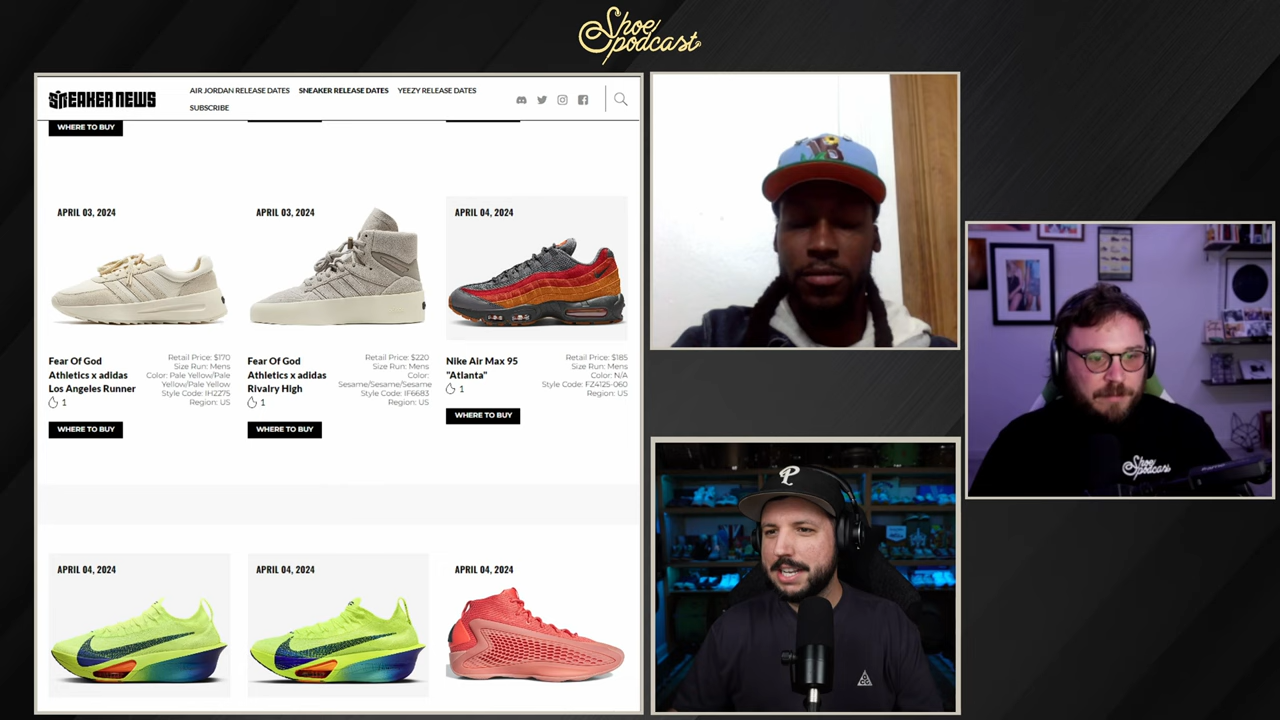 Shoe
podcast
SNEAKER NEWS
AIR JORDAN RELEASE DATES SNEAKER RELEASE DATES YEEZY RELEASE DATES
SUBSCRIBE
WHERE TO BUY
APRIL 03, 2024
Fear Of God
Athletics x adidas
Los Angeles Runner
1
Retail Price: $170
Size Run: Mens
Color: Pale Yellow/Pale
Yellow/Pale Yellow
Style Code: IH2275
Region: US
WHERE TO BUY
APRIL 03, 2024
Fear Of God
Athletics x adidas
Rivalry High
1
Retail Price: $220
Size Run: Mens
Color:
Sesame/Sesame/Sesame
Style Code: IF6683
Region: US
WHERE TO BUY
APRIL 04, 2024
Nike Air Max 95
"Atlanta"
1
Retail Price: $185
Size Run: Mens
Color: N/A
Style Code: FZ4125-060
Region: US
WHERE TO BUY
APRIL 04, 2024
APRIL 04, 2024
APRIL 04, 2024
Shoe
podcast
P